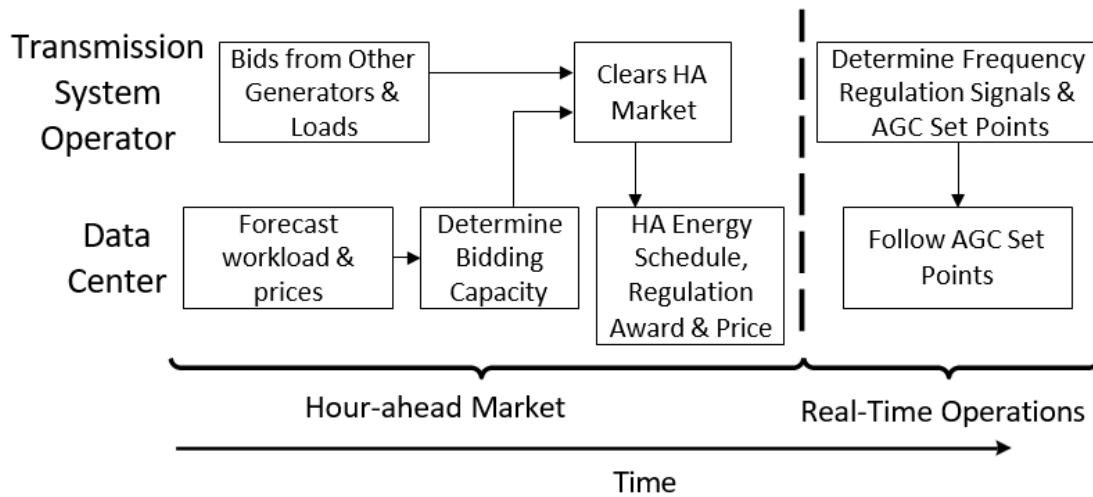 Transmission
System
Operator
Bids from Other
Generators &
Loads
Clears HA
Market
Determine Frequency
Regulation Signals &
AGC Set Points
Data
Center
Forecast
workload &
prices
Determine
Bidding
Capacity
HA Energy
Schedule,
Regulation
Award & Price
Follow AGC Set
Points
Hour-ahead Market
Real-Time Operations
Time